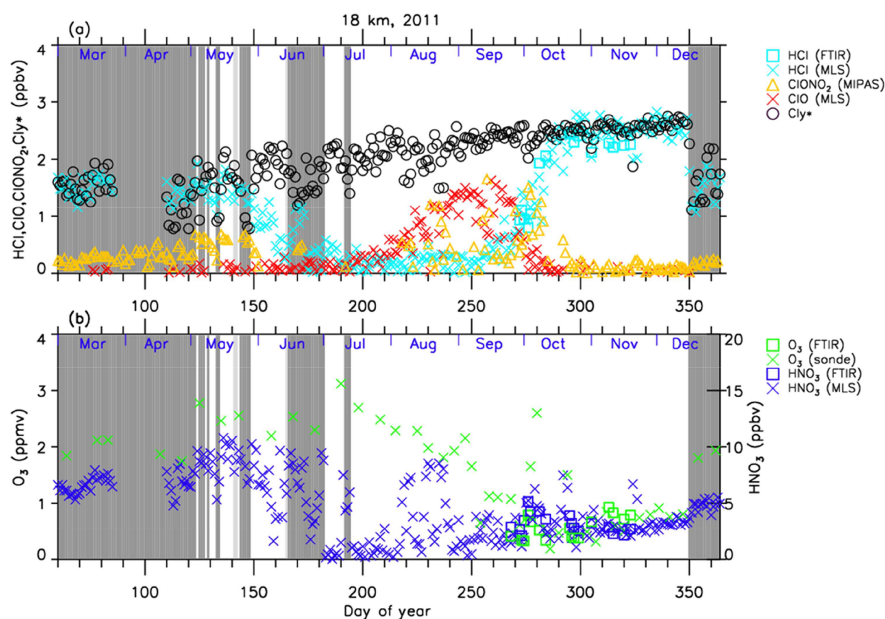 18 km, 2011
(a)
Mar Apr May Jun Jul Aug Sep Oct Nov Dec
HCl,ClO,ClONO2Cly* (ppbv)
4
3
2
1
0
100 150 200 250 300 350
HCl (FTIR)
HCl (MLS)
ClONO2 (MIPAS)
ClO (MLS)
Cly*
(b)
Mar Apr May Jun Jul Aug Sep Oct Nov Dec
O3 (ppmv)
4
3
2
1
0
20
15
10
5
0
HNO3 (ppbv)
100 150 200 250 300 350
Day of year
O3 (FTIR)
O3 (sonde)
HNO3 (FTIR)
HNO3 (MLS)